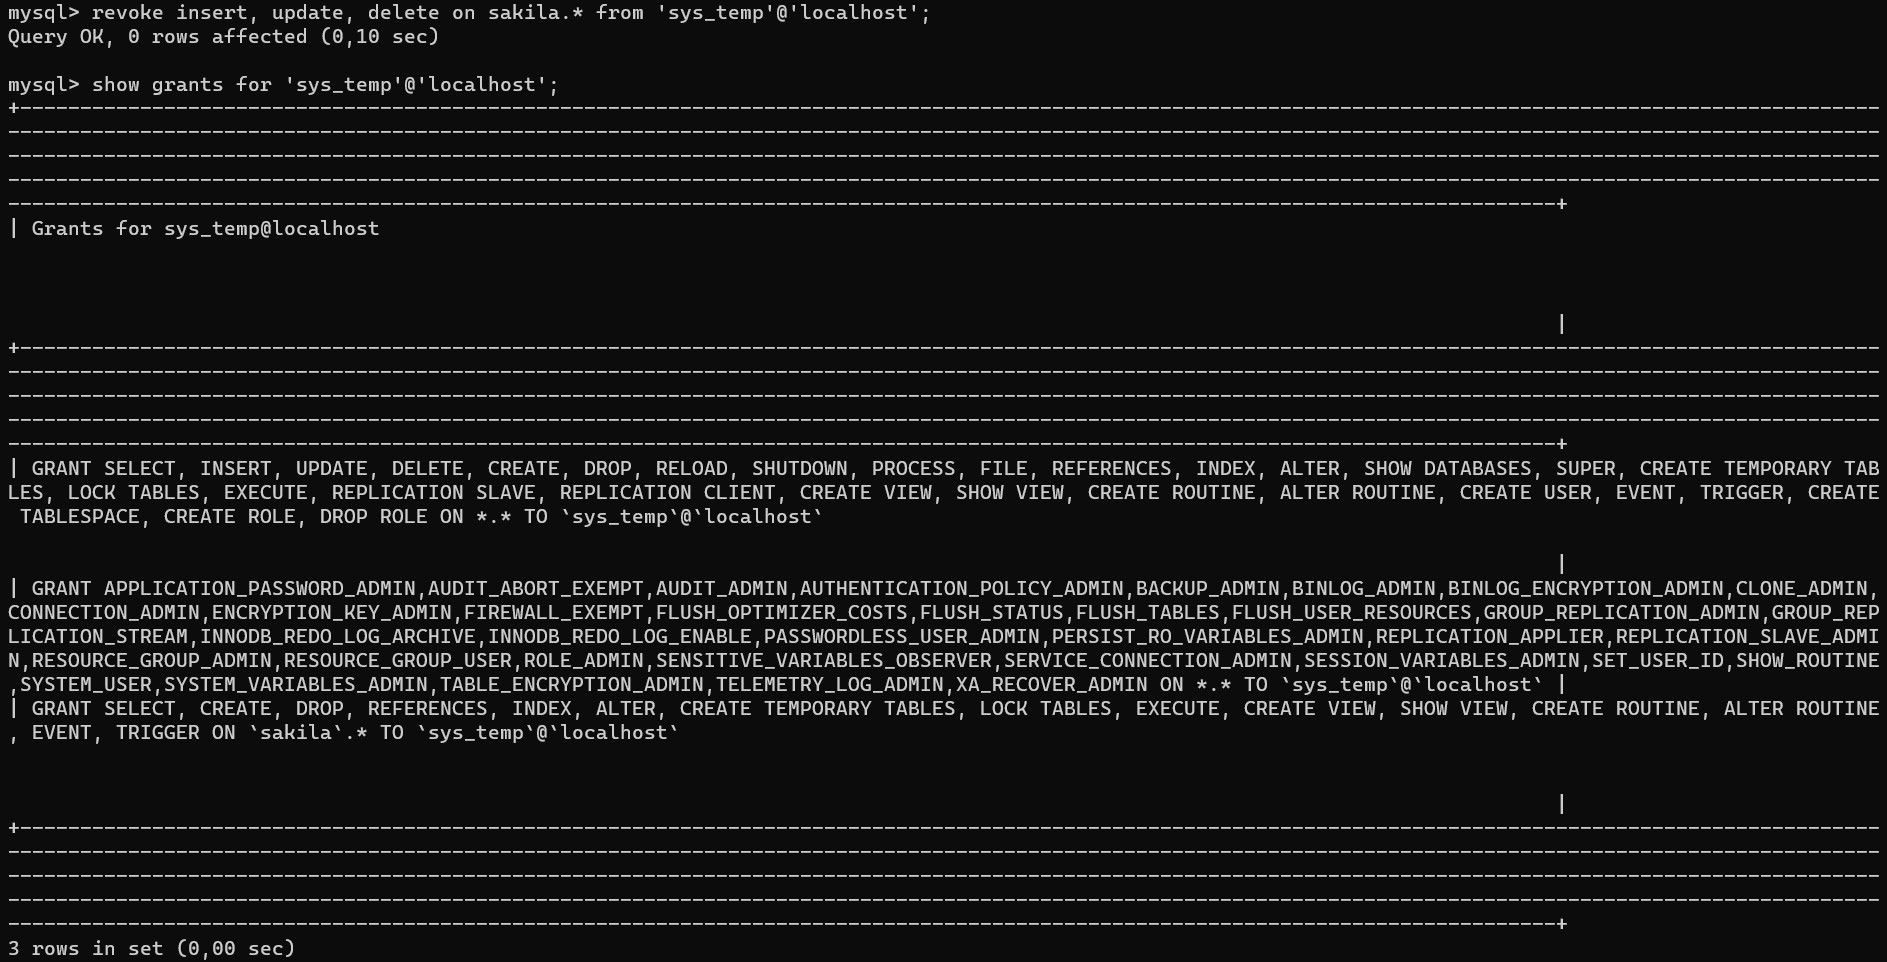 mysql> revoke insert, update, delete on sakila.* from 'sys_temp'@'localhost';
Query OK, 0 rows affected (0,10 sec)
mysql> show grants for 'sys_temp'@'localhost';
| Grants for sys_temp@localhost
|
| GRANT SELECT, INSERT, UPDATE, DELETE, CREATE, DROP, RELOAD, SHUTDOWN, PROCESS, FILE, REFERENCES, INDEX, ALTER, SHOW DATABASES, SUPER, CREATE TEMPORARY TAB
LES, LOCK TABLES, EXECUTE, REPLICATION SLAVE, REPLICATION CLIENT, CREATE VIEW, SHOW VIEW, CREATE ROUTINE, ALTER ROUTINE, CREATE USER, EVENT, TRIGGER, CREATE
 TABLESPACE, CREATE ROLE, DROP ROLE ON *.* TO `sys_temp`@`localhost`
|
| GRANT APPLICATION_PASSWORD_ADMIN,AUDIT_ABORT_EXEMPT,AUDIT_ADMIN,AUTHENTICATION_POLICY_ADMIN,BACKUP_ADMIN,BINLOG_ADMIN,BINLOG_ENCRYPTION_ADMIN,CLONE_ADMIN,
CONNECTION_ADMIN,ENCRYPTION_KEY_ADMIN,FIREWALL_EXEMPT,FLUSH_OPTIMIZER_COSTS,FLUSH_STATUS,FLUSH_TABLES,FLUSH_USER_RESOURCES,GROUP_REPLICATION_ADMIN,GROUP_REP
LICATION_STREAM,INNODB_REDO_LOG_ARCHIVE,INNODB_REDO_LOG_ENABLE,PASSWORDLESS_USER_ADMIN,PERSIST_RO_VARIABLES_ADMIN,REPLICATION_APPLIER,REPLICATION_SLAVE_ADMI
N,RESOURCE_GROUP_ADMIN,RESOURCE_GROUP_USER,ROLE_ADMIN,SENSITIVE_VARIABLES_OBSERVER,SERVICE_CONNECTION_ADMIN,SESSION_VARIABLES_ADMIN,SET_USER_ID,SHOW_ROUTINE
,SYSTEM_USER,SYSTEM_VARIABLES_ADMIN,TABLE_ENCRYPTION_ADMIN,TELEMETRY_LOG_ADMIN,XA_RECOVER_ADMIN ON *.* TO `sys_temp`@`localhost` |
| GRANT SELECT, CREATE, DROP, REFERENCES, INDEX, ALTER, CREATE TEMPORARY TABLES, LOCK TABLES, EXECUTE, CREATE VIEW, SHOW VIEW, CREATE ROUTINE, ALTER ROUTINE
, EVENT, TRIGGER ON `sakila`.* TO `sys_temp`@`localhost`
|
3 rows in set (0,00 sec)